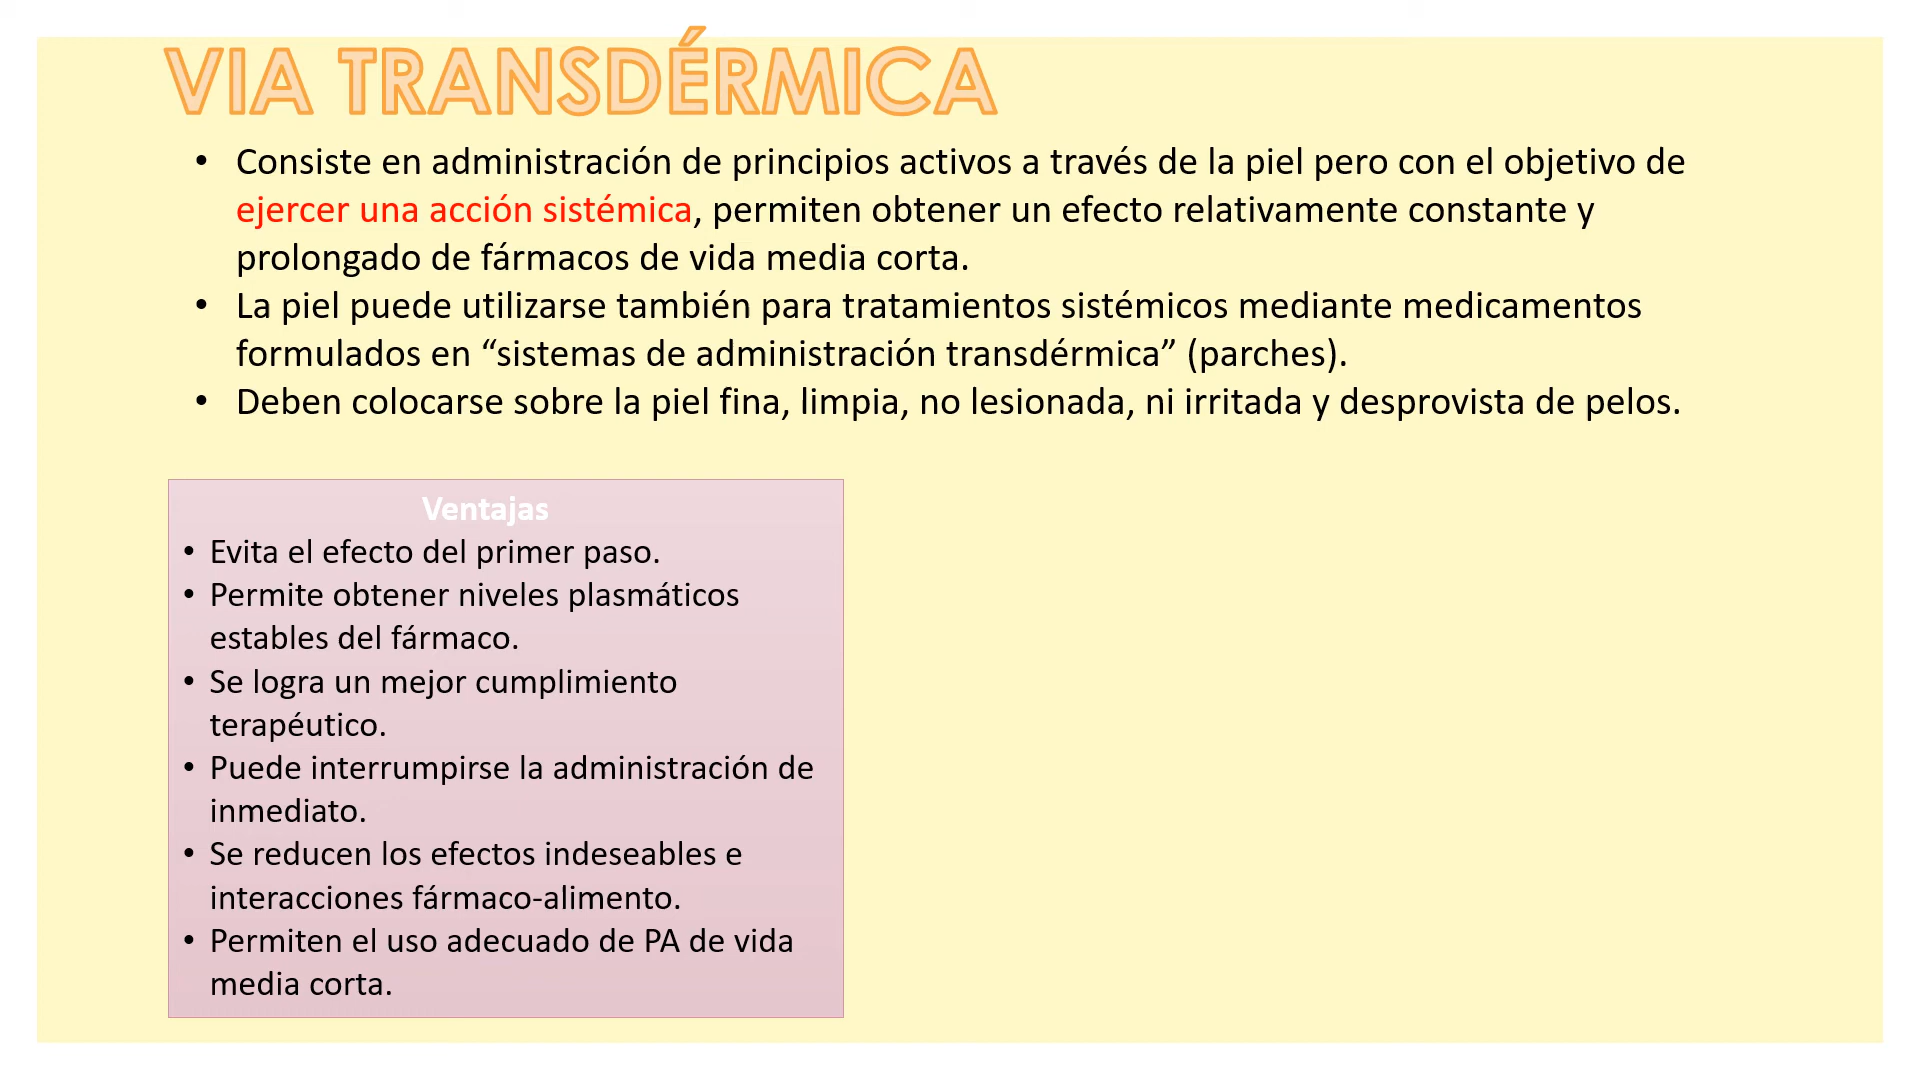 VIA TRANSDÉRMICA
• Consiste en administración de principios activos a través de la piel pero con el objetivo de
ejercer una acción sistémica, permiten obtener un efecto relativamente constante y
prolongado de fármacos de vida media corta.
• La piel puede utilizarse también para tratamientos sistémicos mediante medicamentos
formulados en “sistemas de administración transdérmica” (parches).
• Deben colocarse sobre la piel fina, limpia, no lesionada, ni irritada y desprovista de pelos.
Ventajas
• Evita el efecto del primer paso.
• Permite obtener niveles plasmáticos
estables del fármaco.
• Se logra un mejor cumplimiento
terapéutico.
• Puede interrumpirse la administración de
inmediato.
• Se reducen los efectos indeseables e
interacciones fármaco-alimento.
• Permiten el uso adecuado de PA de vida
media corta.